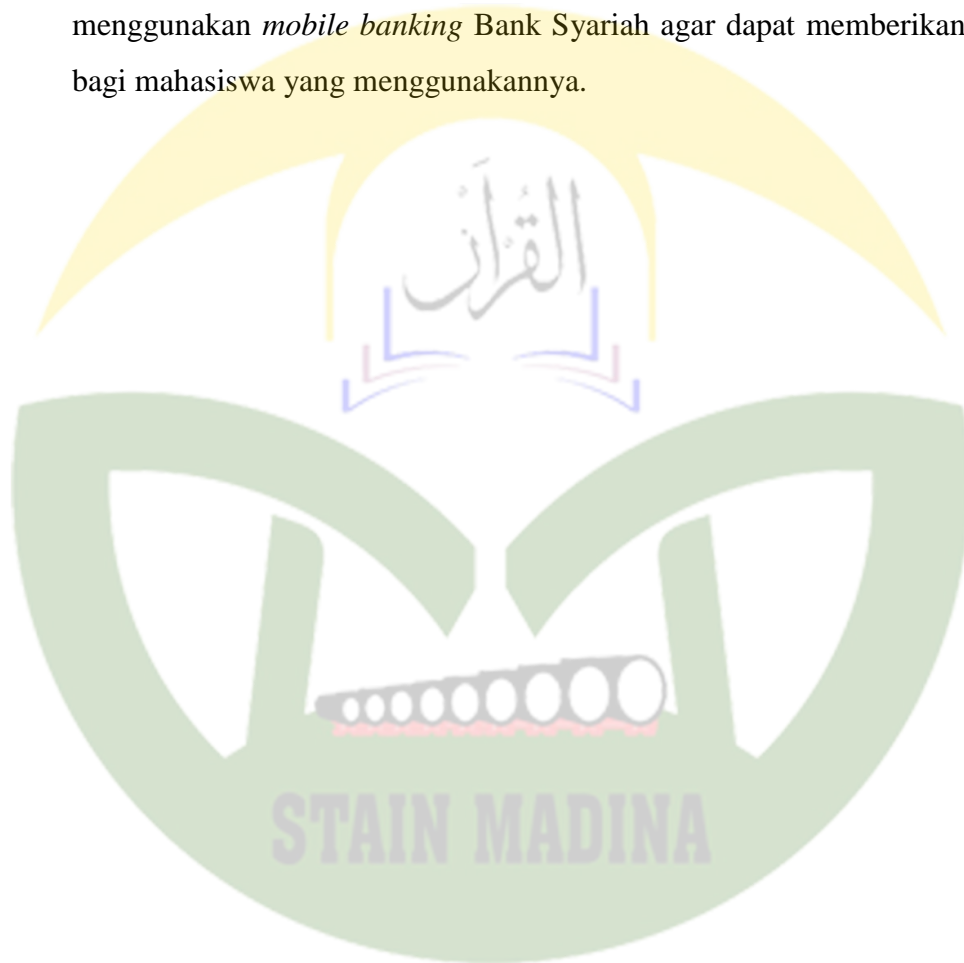 menggunakan mobile banking Bank Syariah agar dapat memberikan
bagi mahasiswa yang menggunakannya.
القرآن
STAIN MADINA